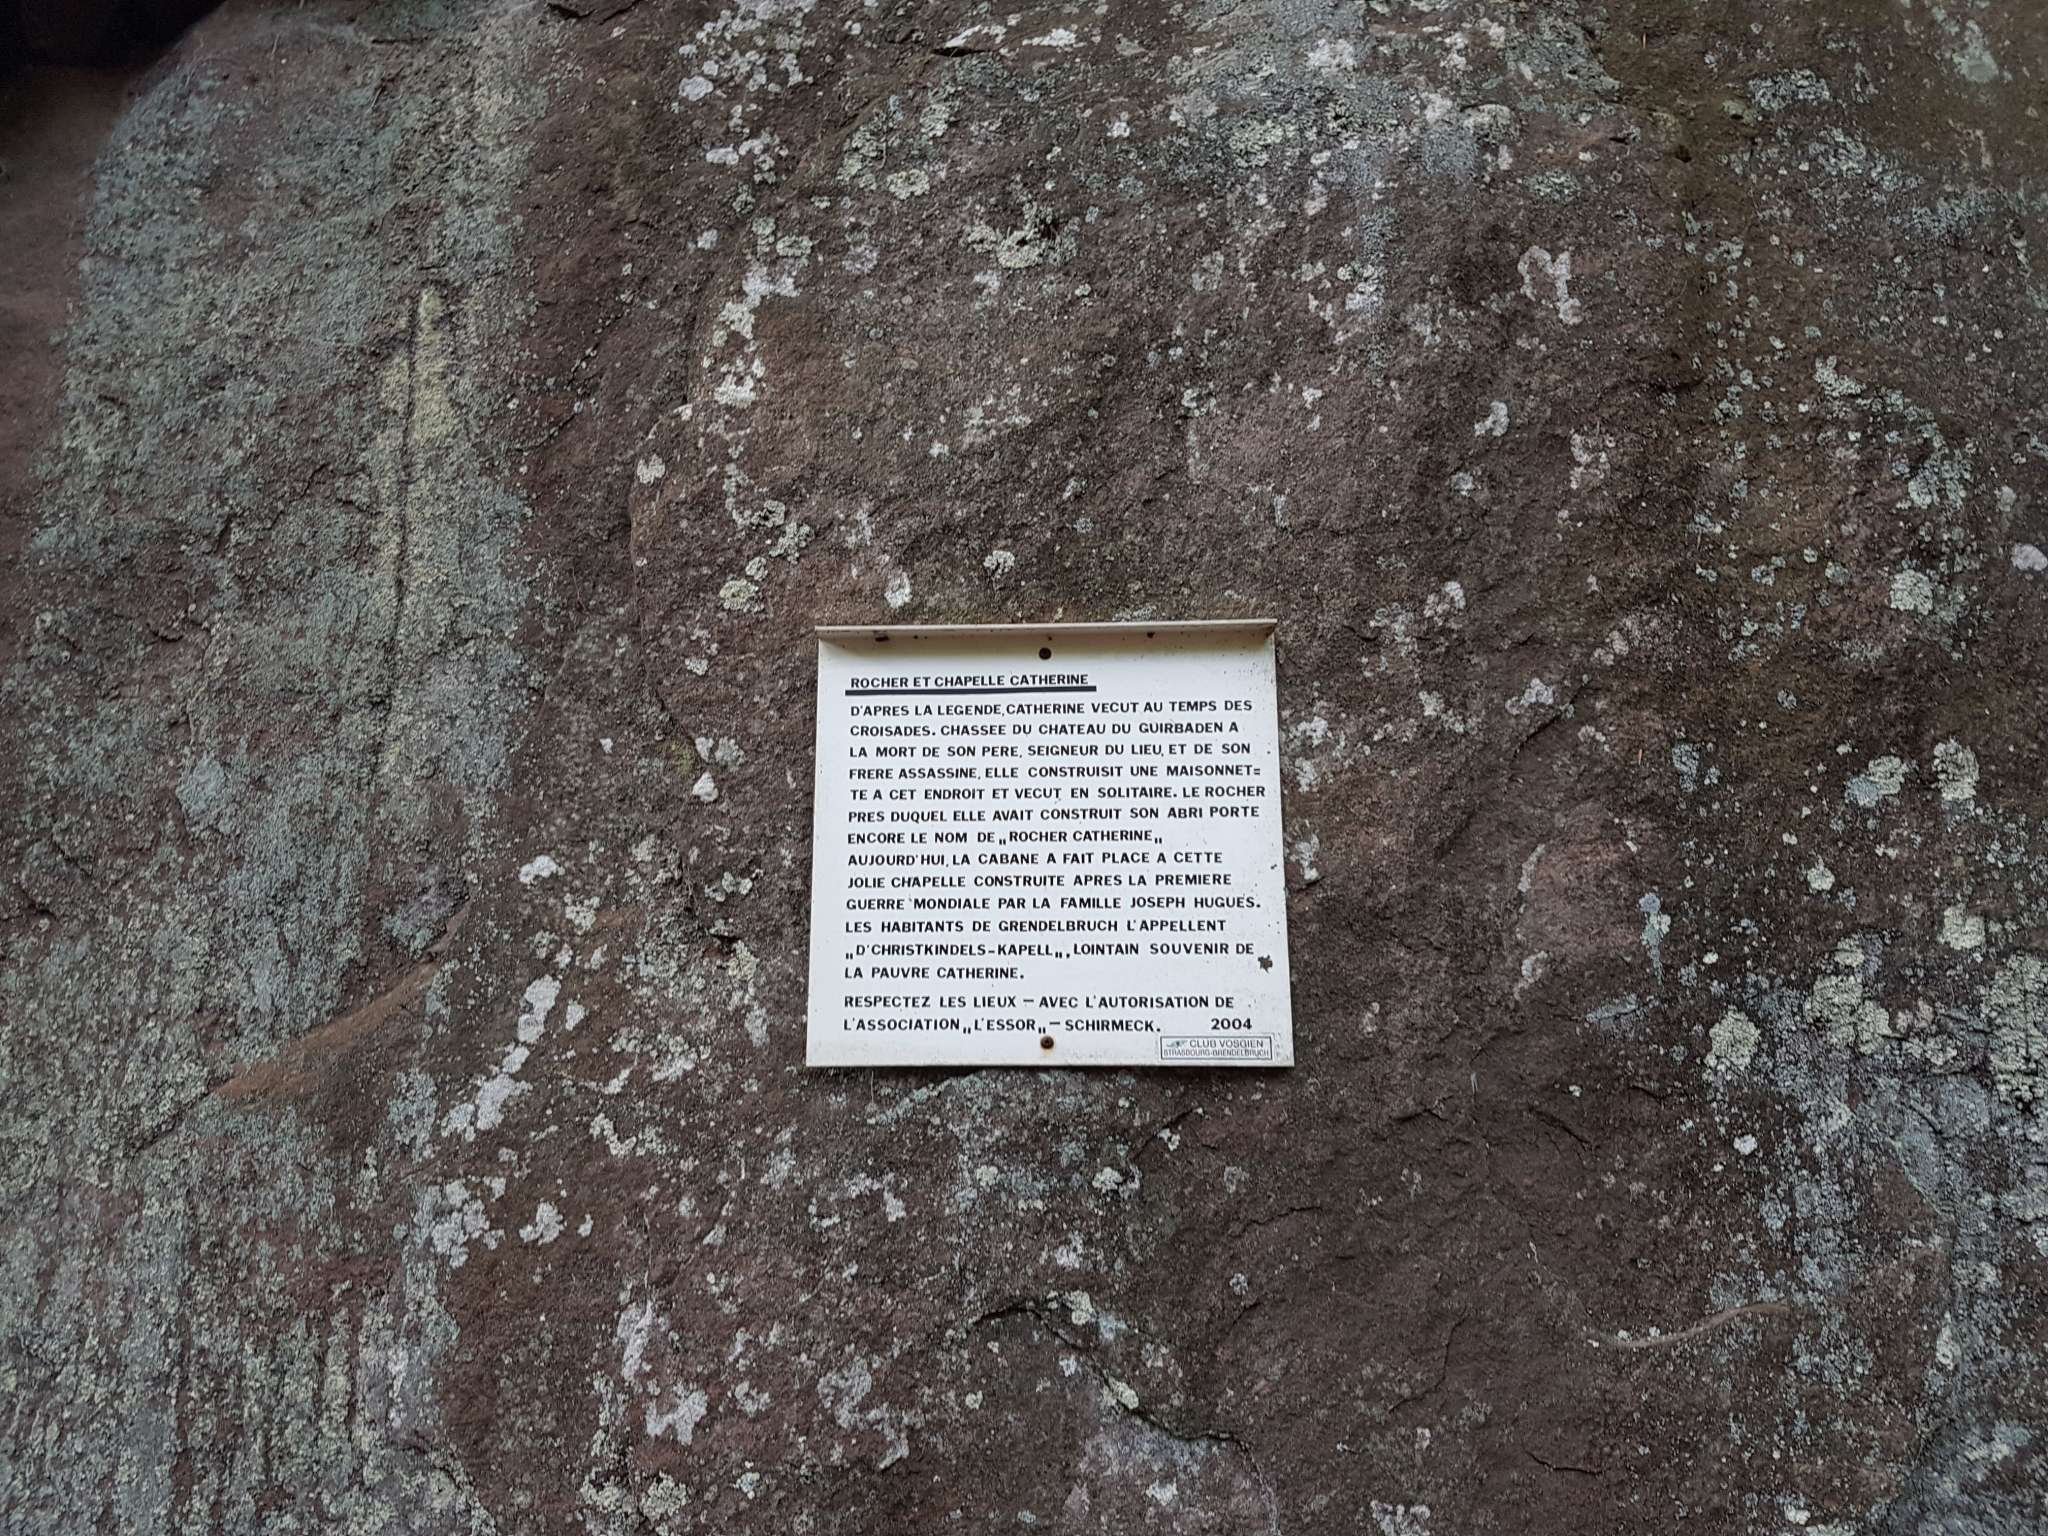 ROCHER ET CHAPELLE CATHERINE
D'APRES LA LEGENDE, CATHERINE VECUT AU TEMPS DES
CROISADES. CHASSEE DU CHATEAU DU GUIRBADEN A
LA MORT DE SON PERE, SEIGNEUR DU LIEU, ET DE SON
FRERE ASSASSINE, ELLE CONSTRUISIT UNE MAISONNET=
TE A CET ENDROIT ET VECUT EN SOLITAIRE. LE ROCHER
PRES DUQUEL ELLE AVAIT CONSTRUIT SON ABRI PORTE
ENCORE LE NOM DE „ROCHER CATHERINE„
AUJOURD'HUI, LA CABANE A FAIT PLACE A CETTE
JOLIE CHAPELLE CONSTRUITE APRES LA PREMIERE
GUERRE MONDIALE PAR LA FAMILLE JOSEPH HUGUES.
LES HABITANTS DE GRENDELBRUCH L'APPELLENT
„D'CHRISTKINDELS-KAPELL„, LOINTAIN SOUVENIR DE
LA PAUVRE CATHERINE.
RESPECTEZ LES LIEUX — AVEC L'AUTORISATION DE
L'ASSOCIATION „L'ESSOR„ — SCHIRMECK. 2004
CLUB VOSGIEN
STRASBOURG-GRENDELBRUCH